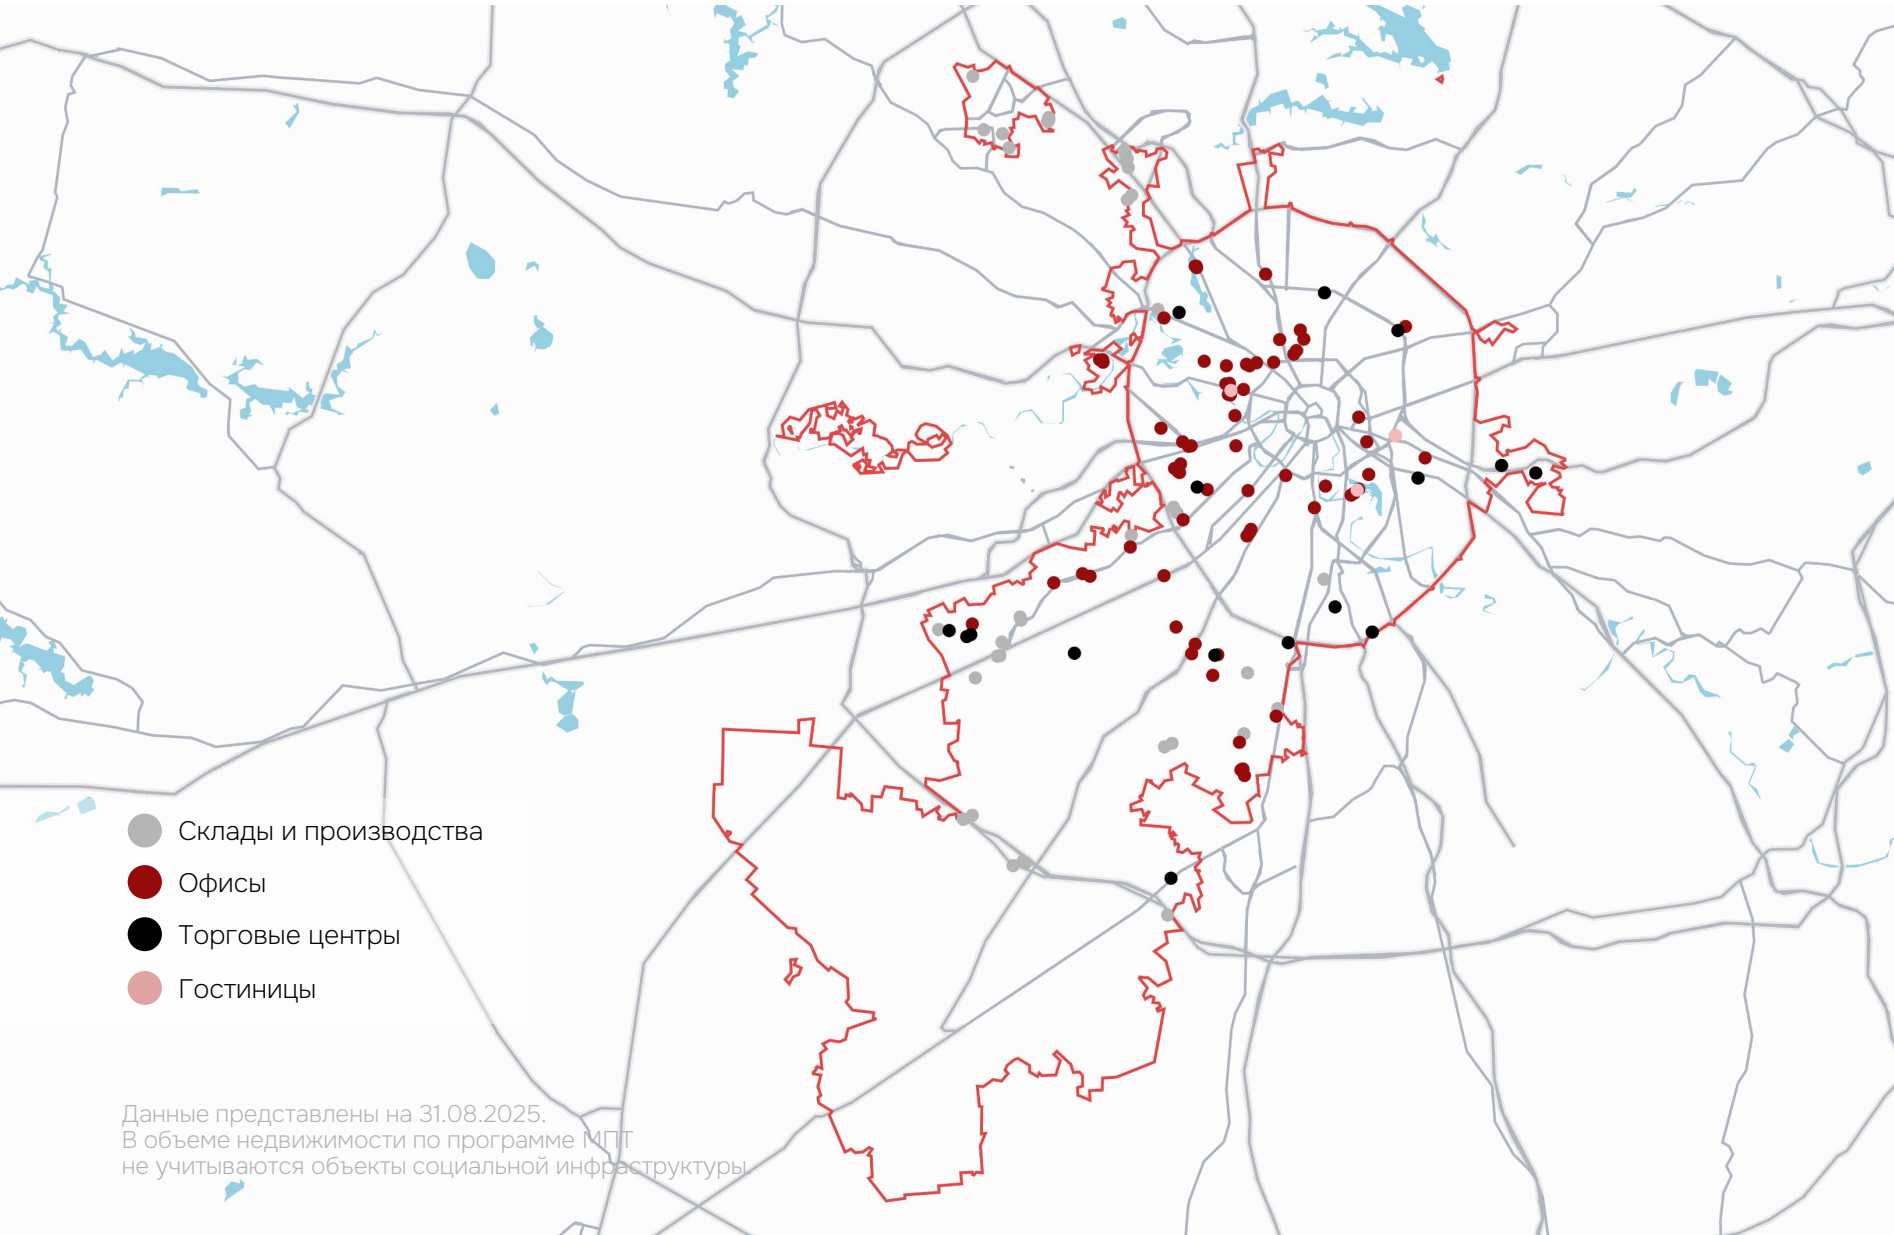 Склады и производства
Офисы
Торговые центры
Гостиницы
Данные представлены на 31.08.2025.
В объеме недвижимости по программе МПТ
не учитываются объекты социальной инфраструктуры.